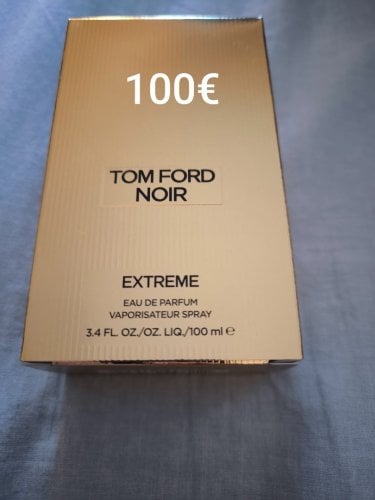 100€
TOM FORD
NOIR
EXTREME
EAU DE PARFUM
VAPORISATEUR SPRAY
3.4 FL. OZ./OZ. LIQ./100 ml ℮